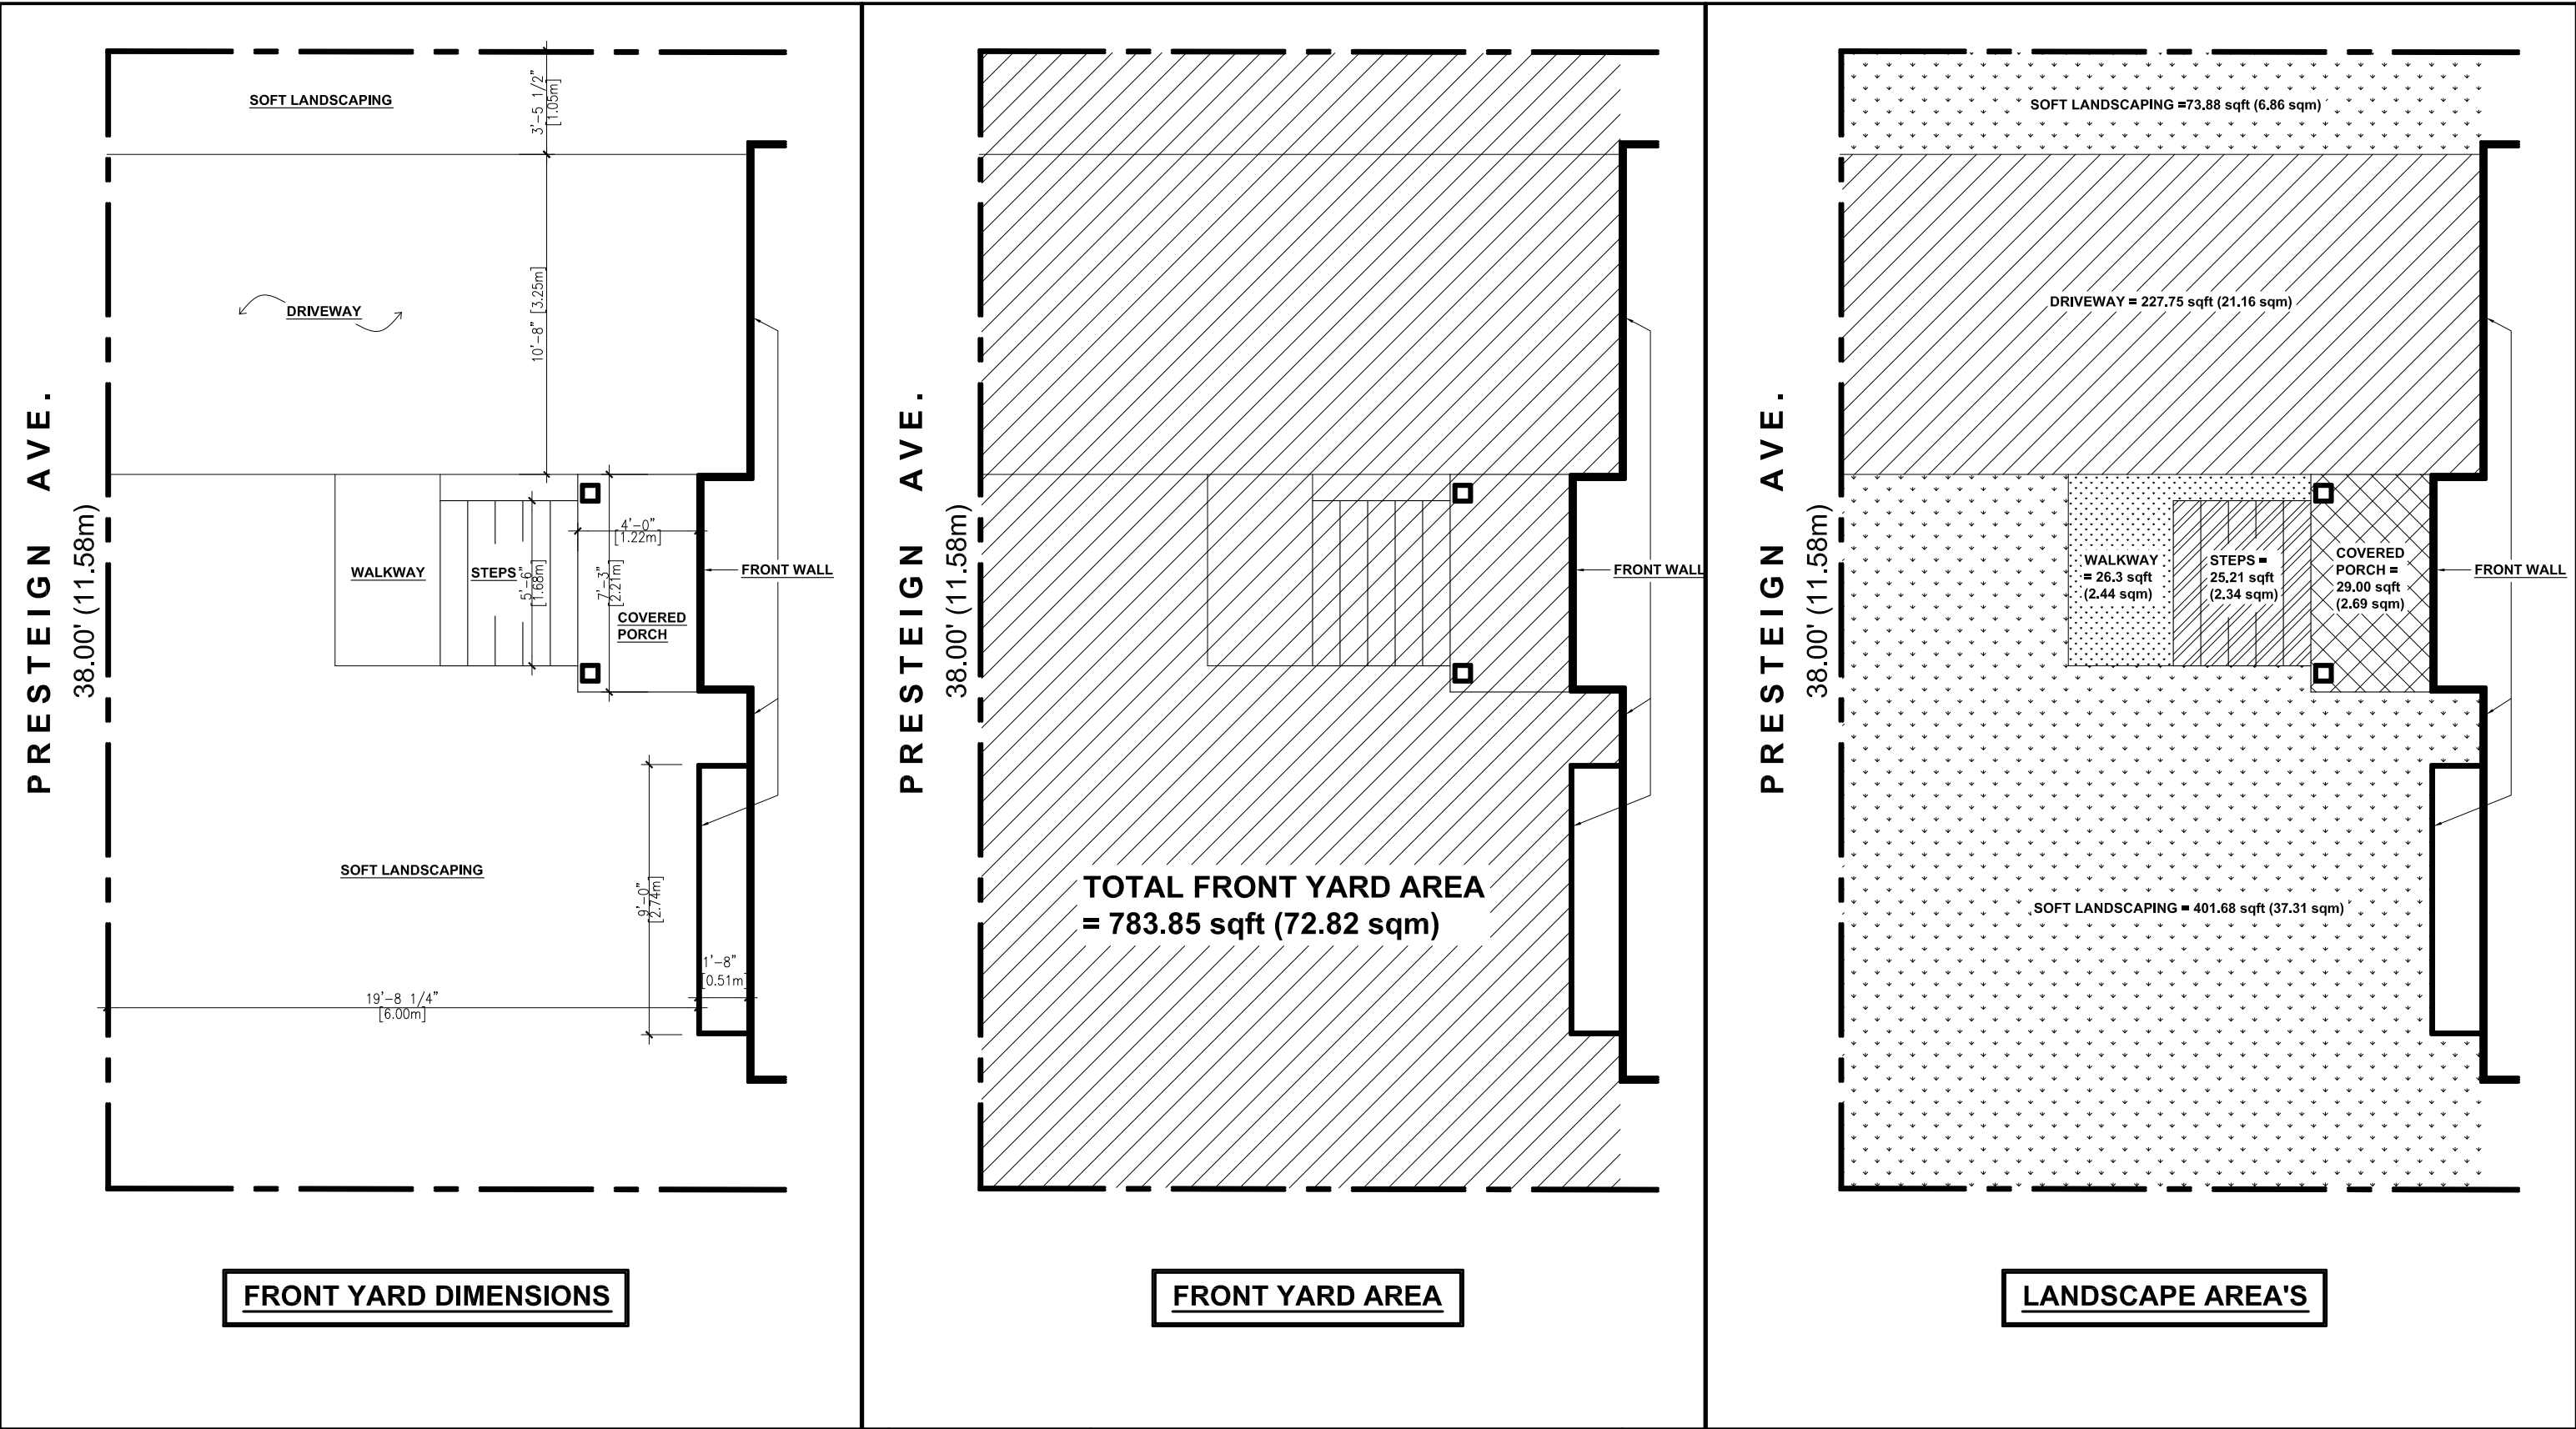 PRESTEIGN AVE.
38.00' (11.58m)
SOFT LANDSCAPING
3'-5 1/2"
[1.05m]
DRIVEWAY
10'-8" [3.25m]
WALKWAY
STEPS
5'-6"
[1.68m]
4'-0"
[1.22m]
7'-3"
[2.21m]
COVERED
PORCH
FRONT WALL
SOFT LANDSCAPING
9'-0"
[2.74m]
1'-8"
[0.51m]
19'-8 1/4"
[6.00m]
FRONT YARD DIMENSIONS
PRESTEIGN AVE.
38.00' (11.58m)
FRONT WALL
TOTAL FRONT YARD AREA
= 783.85 sqft (72.82 sqm)
FRONT YARD AREA
PRESTEIGN AVE.
38.00' (11.58m)
SOFT LANDSCAPING =73.88 sqft (6.86 sqm)
DRIVEWAY = 227.75 sqft (21.16 sqm)
WALKWAY
= 26.3 sqft
(2.44 sqm)
STEPS =
25.21 sqft
(2.34 sqm)
COVERED
PORCH =
29.00 sqft
(2.69 sqm)
FRONT WALL
SOFT LANDSCAPING = 401.68 sqft (37.31 sqm)
LANDSCAPE AREA'S